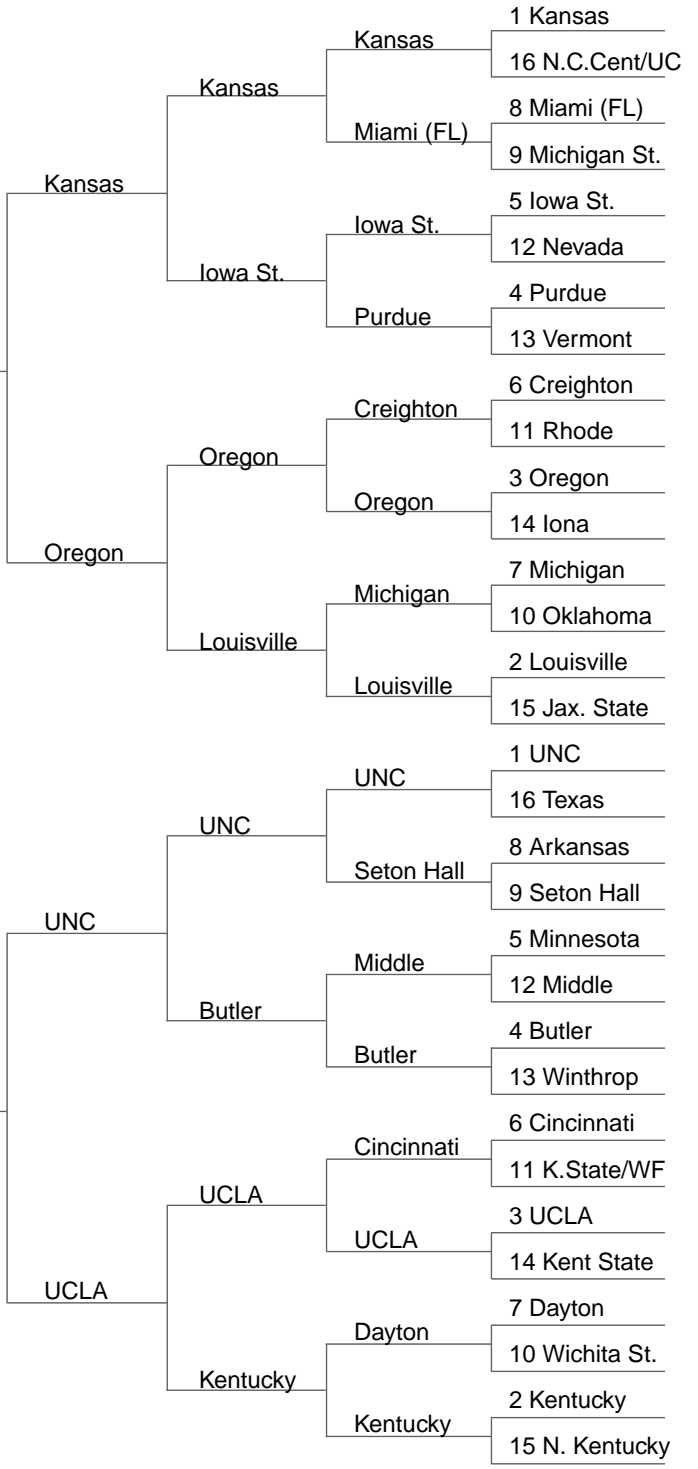 1 Kansas
Kansas
16 N.C.Cent/UC
Kansas
8 Miami (FL)
Miami (FL)
9 Michigan St.
Kansas
5 Iowa St.
Iowa St.
12 Nevada
Iowa St.
4 Purdue
Purdue
13 Vermont
6 Creighton
Creighton
11 Rhode
Oregon
3 Oregon
Oregon
14 Iona
Oregon
7 Michigan
Michigan
10 Oklahoma
Louisville
2 Louisville
Louisville
15 Jax. State
1 UNC
UNC
16 Texas
UNC
8 Arkansas
Seton Hall
9 Seton Hall
UNC
5 Minnesota
Middle
12 Middle
Butler
4 Butler
Butler
13 Winthrop
6 Cincinnati
Cincinnati
11 K.State/WF
UCLA
3 UCLA
UCLA
14 Kent State
UCLA
7 Dayton
Dayton
10 Wichita St.
Kentucky
2 Kentucky
Kentucky
15 N. Kentucky